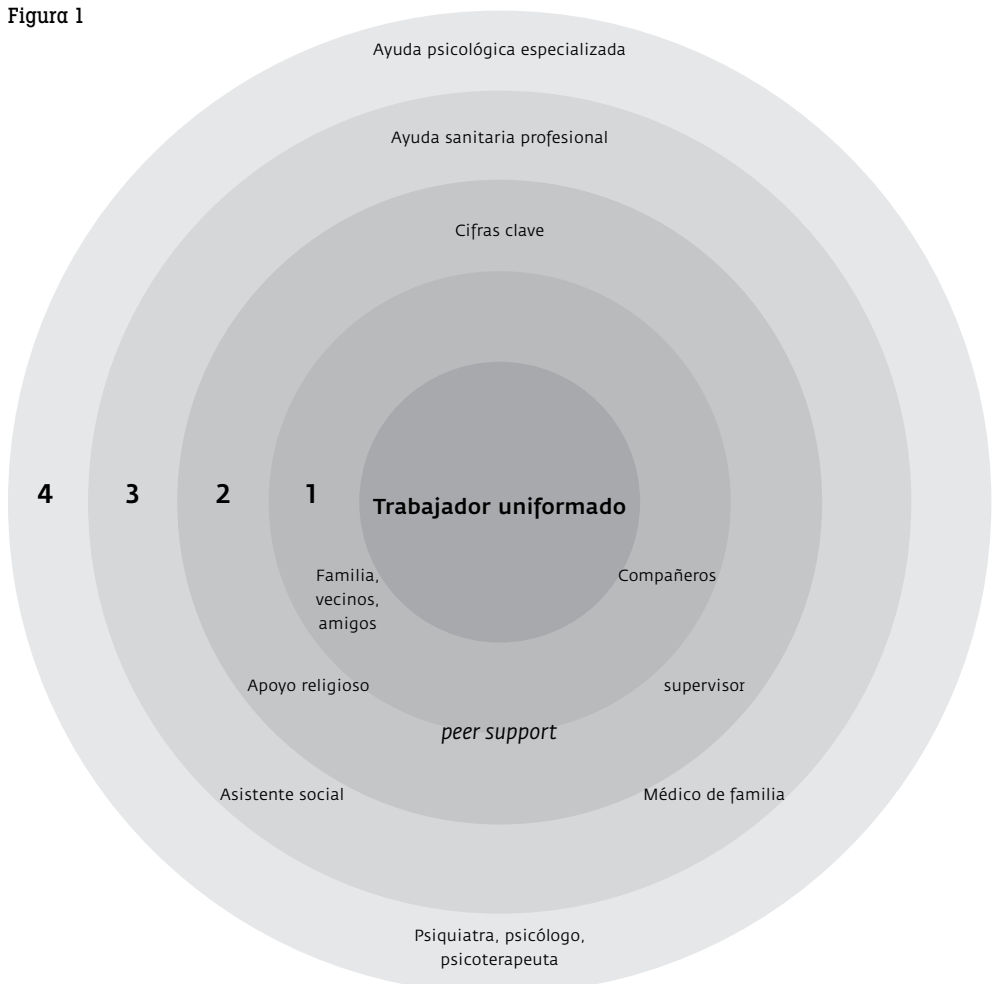 Figura 1
Ayuda psicológica especializada
Ayuda sanitaria profesional
Cifras clave
4 3 2 1 Trabajador uniformado
Familia,
vecinos,
amigos
Compañeros
Apoyo religioso
supervisor
peer support
Asistente social
Médico de familia
Psiquiatra, psicólogo,
psicoterapeuta